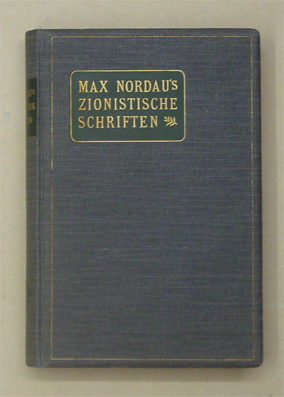 MAX NORDAU'S
ZIONISTISCHE
SCHRIFTEN